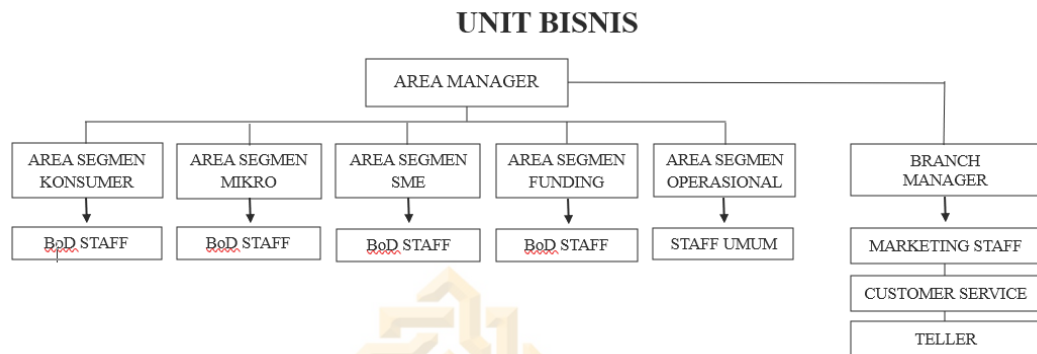 UNIT BISNIS
AREA MANAGER
AREA SEGMEN
KONSUMER
AREA SEGMEN
MIKRO
AREA SEGMEN
SME
AREA SEGMEN
FUNDING
AREA SEGMEN
OPERASIONAL
BRANCH
MANAGER
BoD STAFF
BoD STAFF
BoD STAFF
BoD STAFF
STAFF UMUM
MARKETING STAFF
CUSTOMER SERVICE
TELLER